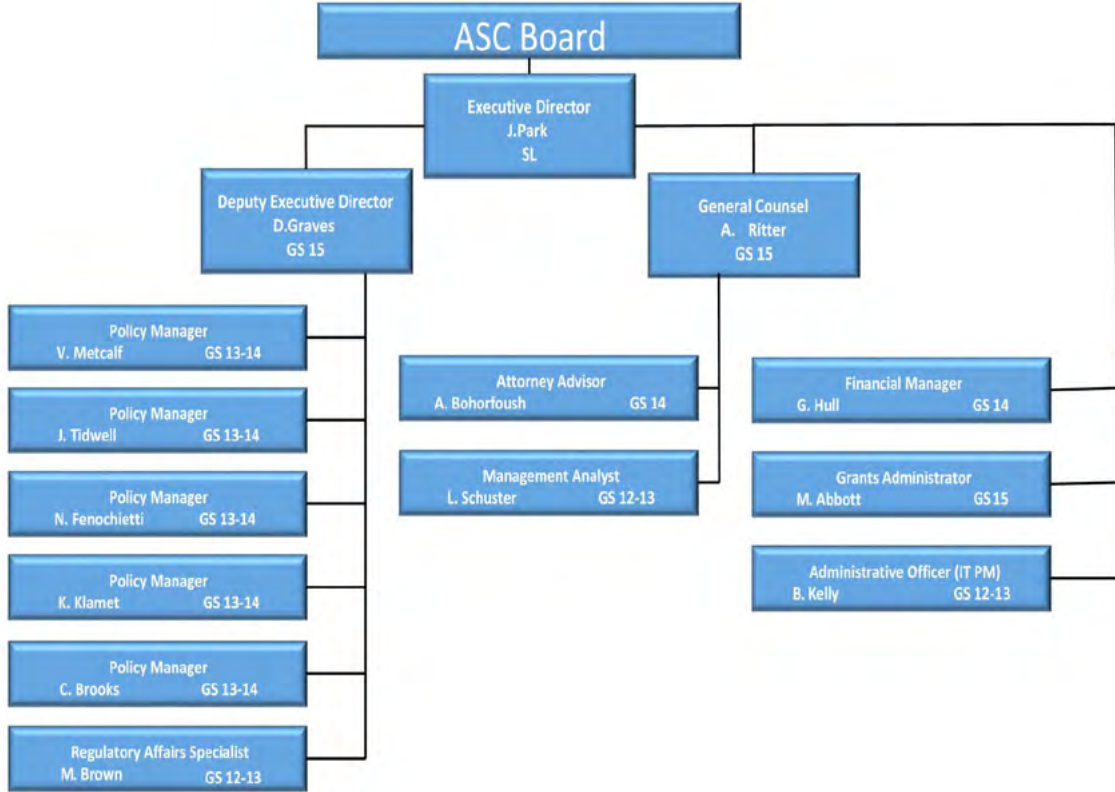 ASC Board
Executive Director
J.Park
SL
Deputy Executive Director
D.Graves
GS 15
General Counsel
A. Ritter
GS 15
Policy Manager
V. Metcalf GS 13-14
Policy Manager
J. Tidwell GS 13-14
Policy Manager
N. Fenochietti GS 13-14
Policy Manager
K. Klamet GS 13-14
Policy Manager
C. Brooks GS 13-14
Regulatory Affairs Specialist
M. Brown GS 12-13
Attorney Advisor
A. Bohorfoush GS 14
Management Analyst
L. Schuster GS 12-13
Financial Manager
G. Hull GS 14
Grants Administrator
M. Abbott GS 15
Administrative Officer (IT PM)
B. Kelly GS 12-13